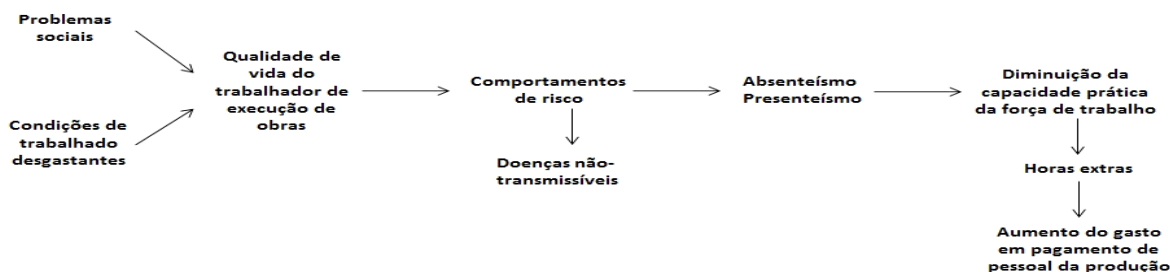 Problemas
sociais
Condições de
trabalhado
desgastantes
Qualidade de
vida do
trabalhador de
execução de
obras
Comportamentos
de risco
Doenças não-
transmissíveis
Absenteísmo
Presenteísmo
Diminuição da
capacidade prática
da força de trabalho
Horas extras
Aumento do gasto
em pagamento de
pessoal da produção